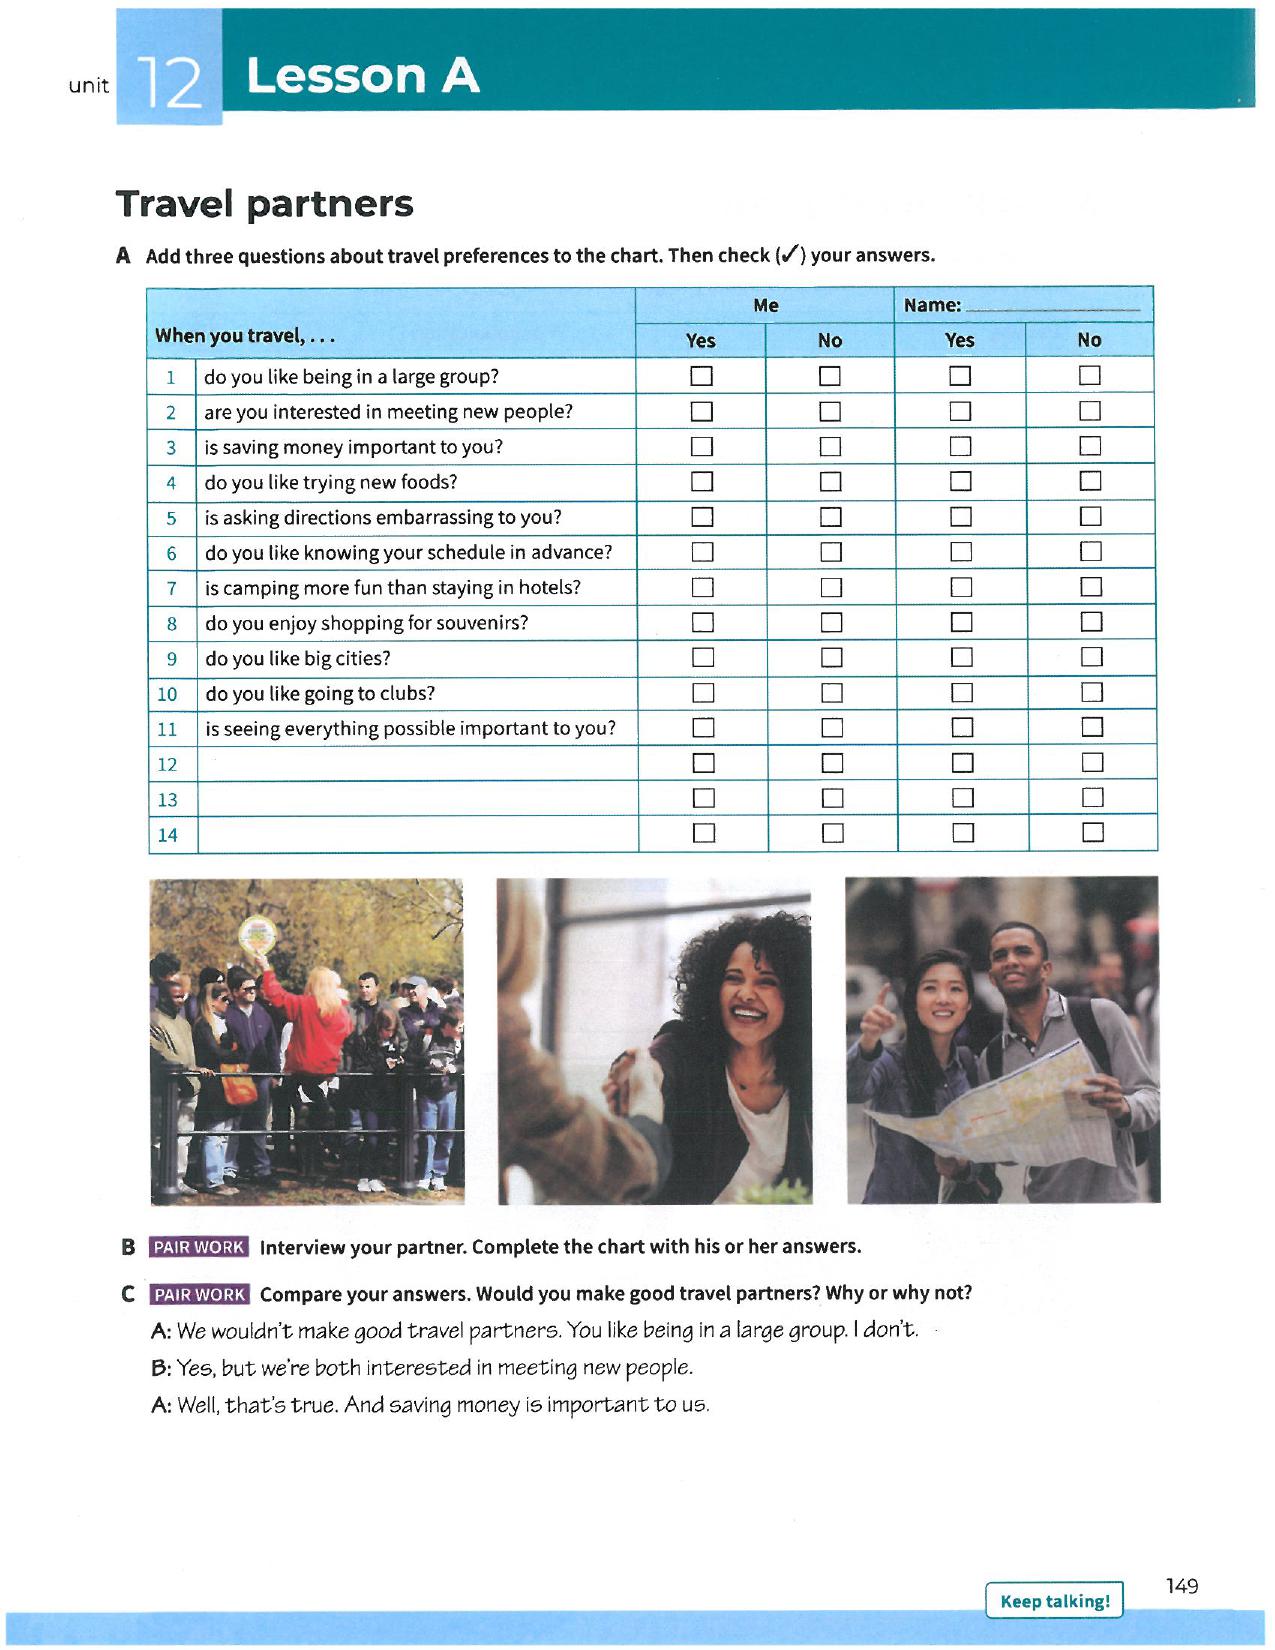 unit 12 Lesson A
Travel partners
A Add three questions about travel preferences to the chart. Then check (✓) your answers.
When you travel, . . .
Me
Name: ____________________
Yes No Yes No
1 do you like being in a large group? ☐ ☐ ☐ ☐
2 are you interested in meeting new people? ☐ ☐ ☐ ☐
3 is saving money important to you? ☐ ☐ ☐ ☐
4 do you like trying new foods? ☐ ☐ ☐ ☐
5 is asking directions embarrassing to you? ☐ ☐ ☐ ☐
6 do you like knowing your schedule in advance? ☐ ☐ ☐ ☐
7 is camping more fun than staying in hotels? ☐ ☐ ☐ ☐
8 do you enjoy shopping for souvenirs? ☐ ☐ ☐ ☐
9 do you like big cities? ☐ ☐ ☐ ☐
10 do you like going to clubs? ☐ ☐ ☐ ☐
11 is seeing everything possible important to you? ☐ ☐ ☐ ☐
12 ☐ ☐ ☐ ☐
13 ☐ ☐ ☐ ☐
14 ☐ ☐ ☐ ☐
B PAIR WORK Interview your partner. Complete the chart with his or her answers.
C PAIR WORK Compare your answers. Would you make good travel partners? Why or why not?
A: We wouldn't make good travel partners. You like being in a large group. I don't.
B: Yes, but we're both interested in meeting new people.
A: Well, that's true. And saving money is important to us.
Keep talking!
149